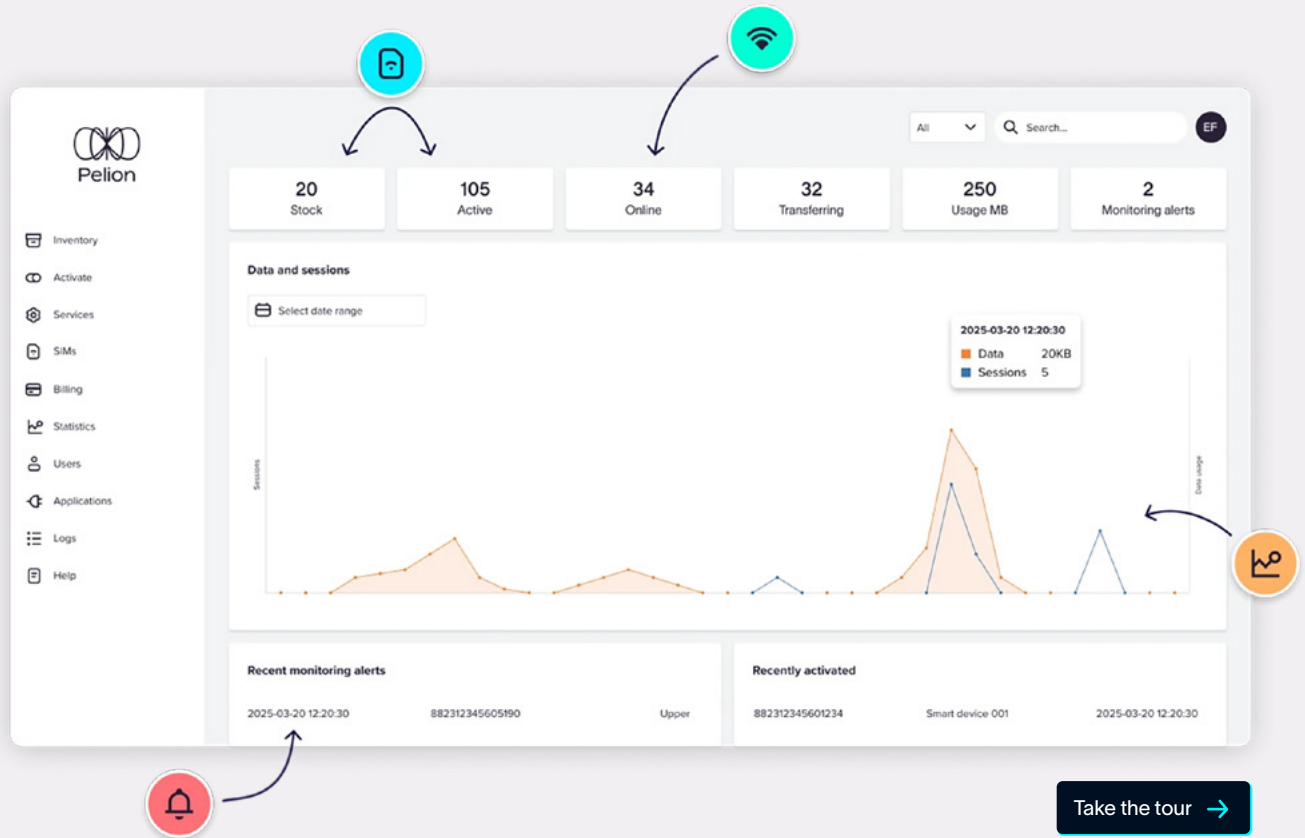 Pelion
Inventory
Activate
Services
SIMs
Billing
Statistics
Users
Applications
Logs
Help
All
Search...
EF
20
Stock
105
Active
34
Online
32
Transferring
250
Usage MB
2
Monitoring alerts
Data and sessions
Select date range
2025-03-20 12:20:30
Data 20KB
Sessions 5
Sessions
Data usage
Recent monitoring alerts
2025-03-20 12:20:30 882312345605190 Upper
Recently activated
882312345601234 Smart device 001 2025-03-20 12:20:30
Take the tour